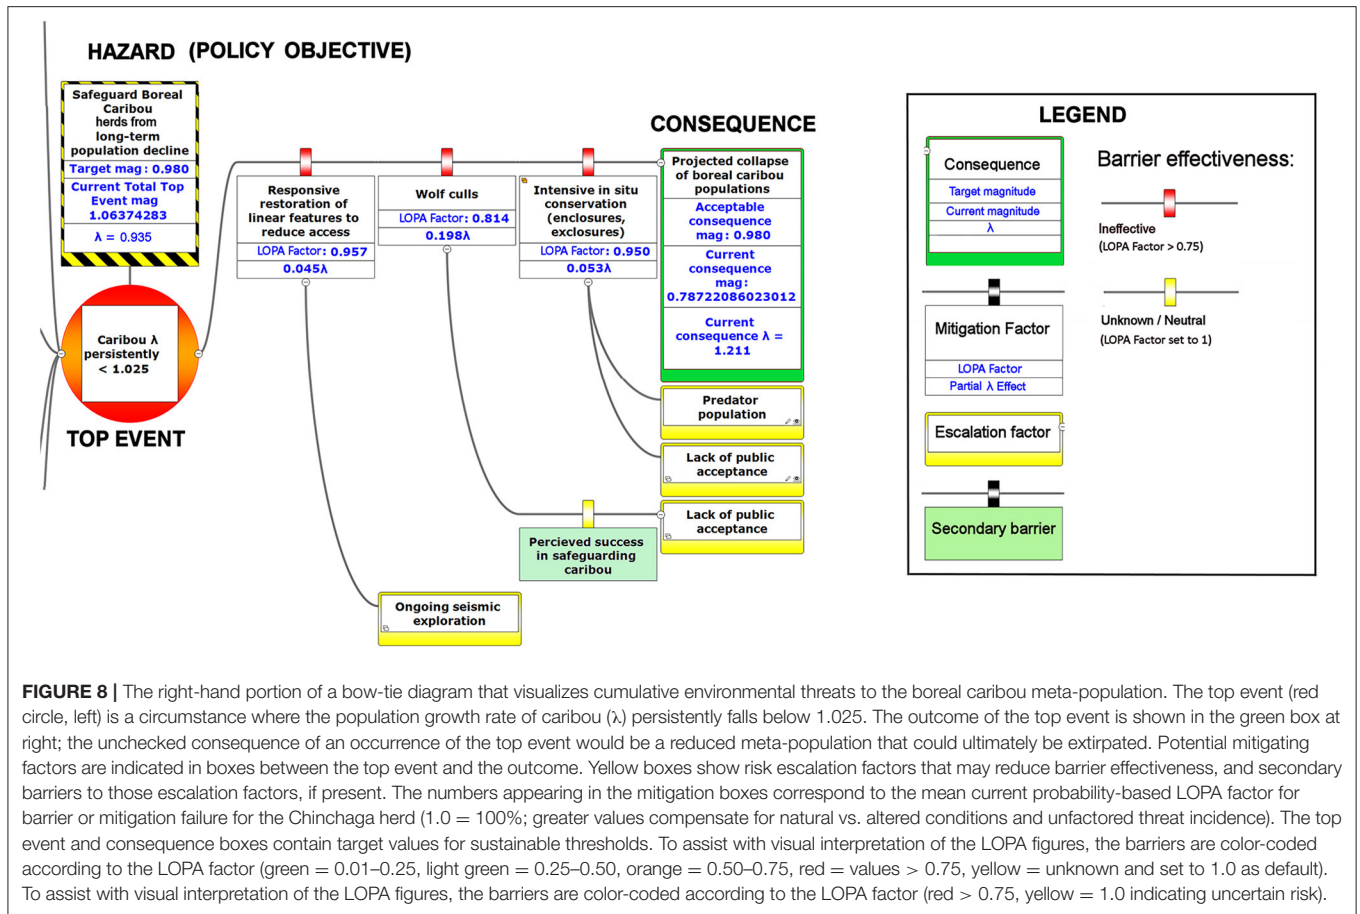 HAZARD (POLICY OBJECTIVE)
Safeguard Boreal
Caribou
herds from
long-term
population decline
Target mag: 0.980
Current Total Top
Event mag
1.06374283
λ = 0.935
Caribou λ
persistently
< 1.025
TOP EVENT
Responsive
restoration of
linear features to
reduce access
LOPA Factor: 0.957
0.045λ
Wolf culls
LOPA Factor: 0.814
0.198λ
Intensive in situ
conservation
(enclosures,
exclosures)
LOPA Factor: 0.950
0.053λ
CONSEQUENCE
Projected collapse
of boreal caribou
populations
Acceptable
consequence
mag: 0.980
Current
consequence
mag:
0.78722086023012
Current
consequence λ =
1.211
Predator
population
Lack of public
acceptance
Lack of public
acceptance
Percieved success
in safeguarding
caribou
Ongoing seismic
exploration
LEGEND
Consequence
Target magnitude
Current magnitude
λ
Mitigation Factor
LOPA Factor
Partial λ Effect
Escalation factor
Secondary barrier
Barrier effectiveness:
Ineffective
(LOPA Factor > 0.75)
Unknown / Neutral
(LOPA Factor set to 1)
FIGURE 8 | The right-hand portion of a bow-tie diagram that visualizes cumulative environmental threats to the boreal caribou meta-population. The top event (red
circle, left) is a circumstance where the population growth rate of caribou (λ) persistently falls below 1.025. The outcome of the top event is shown in the green box at
right; the unchecked consequence of an occurrence of the top event would be a reduced meta-population that could ultimately be extirpated. Potential mitigating
factors are indicated in boxes between the top event and the outcome. Yellow boxes show risk escalation factors that may reduce barrier effectiveness, and secondary
barriers to those escalation factors, if present. The numbers appearing in the mitigation boxes correspond to the mean current probability-based LOPA factor for
barrier or mitigation failure for the Chinchaga herd (1.0 = 100%; greater values compensate for natural vs. altered conditions and unfactored threat incidence). The top
event and consequence boxes contain target values for sustainable thresholds. To assist with visual interpretation of the LOPA figures, the barriers are color-coded
according to the LOPA factor (green = 0.01–0.25, light green = 0.25–0.50, orange = 0.50–0.75, red = values > 0.75, yellow = unknown and set to 1.0 as default).
To assist with visual interpretation of the LOPA figures, the barriers are color-coded according to the LOPA factor (red > 0.75, yellow = 1.0 indicating uncertain risk).